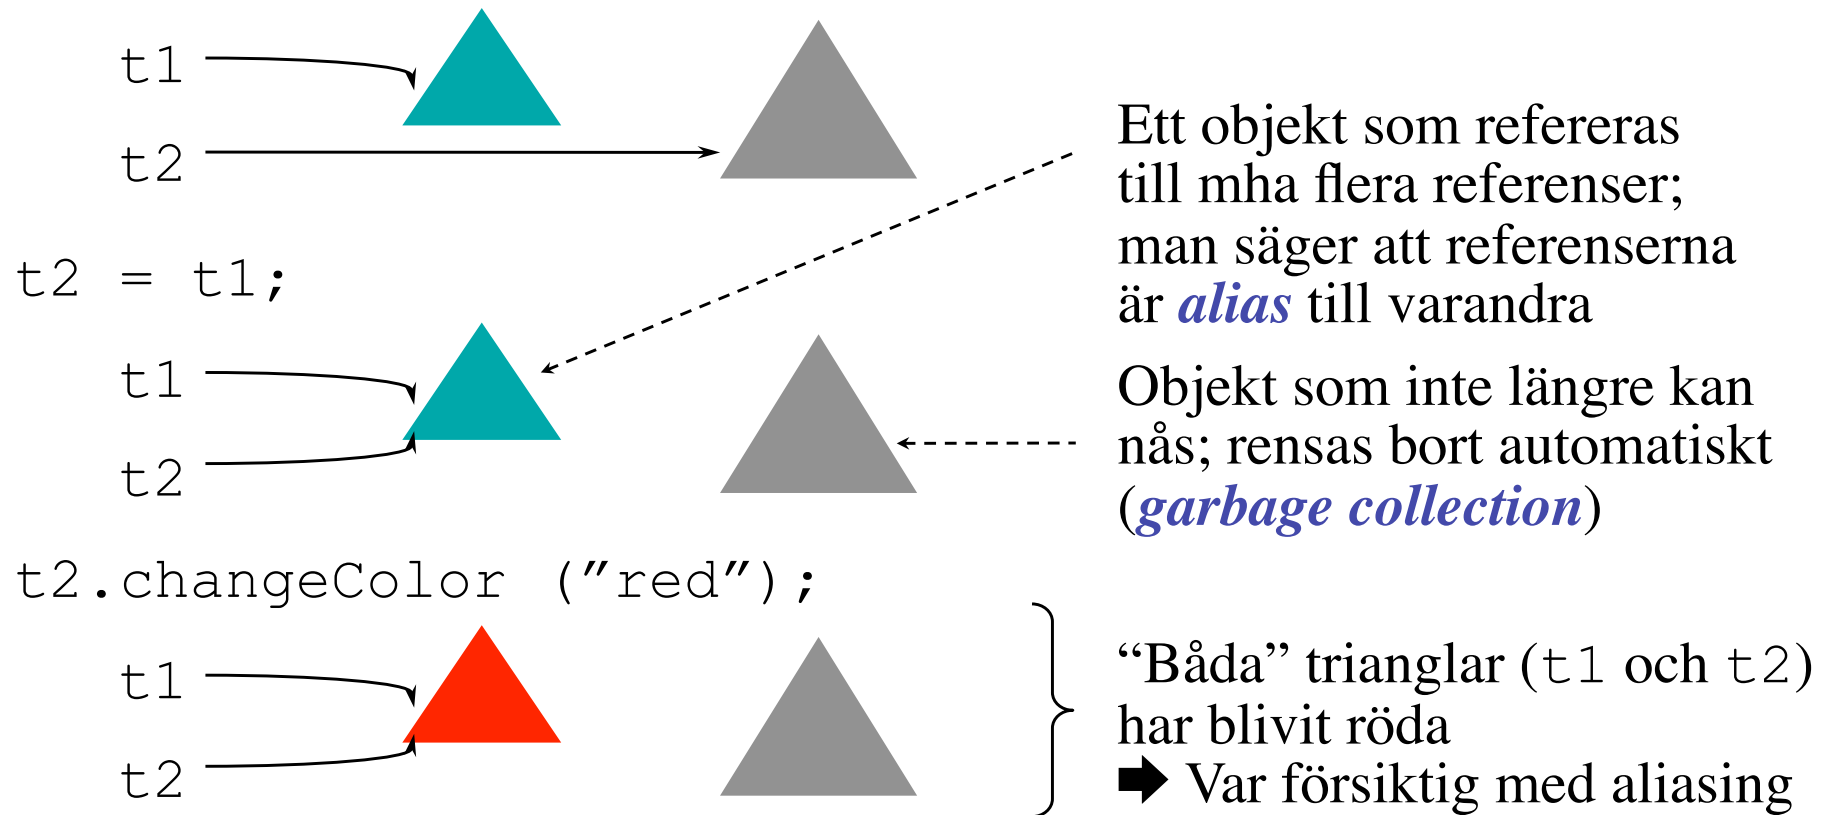 t1
t2
Ett objekt som refereras
till mha flera referenser;
man säger att referenserna
är alias till varandra
t2 = t1;
t1
t2
Objekt som inte längre kan
nås; rensas bort automatiskt
(garbage collection)
t2.changeColor (”red”);
t1
t2
“Båda” trianglar (t1 och t2)
har blivit röda
🡆 Var försiktig med aliasing